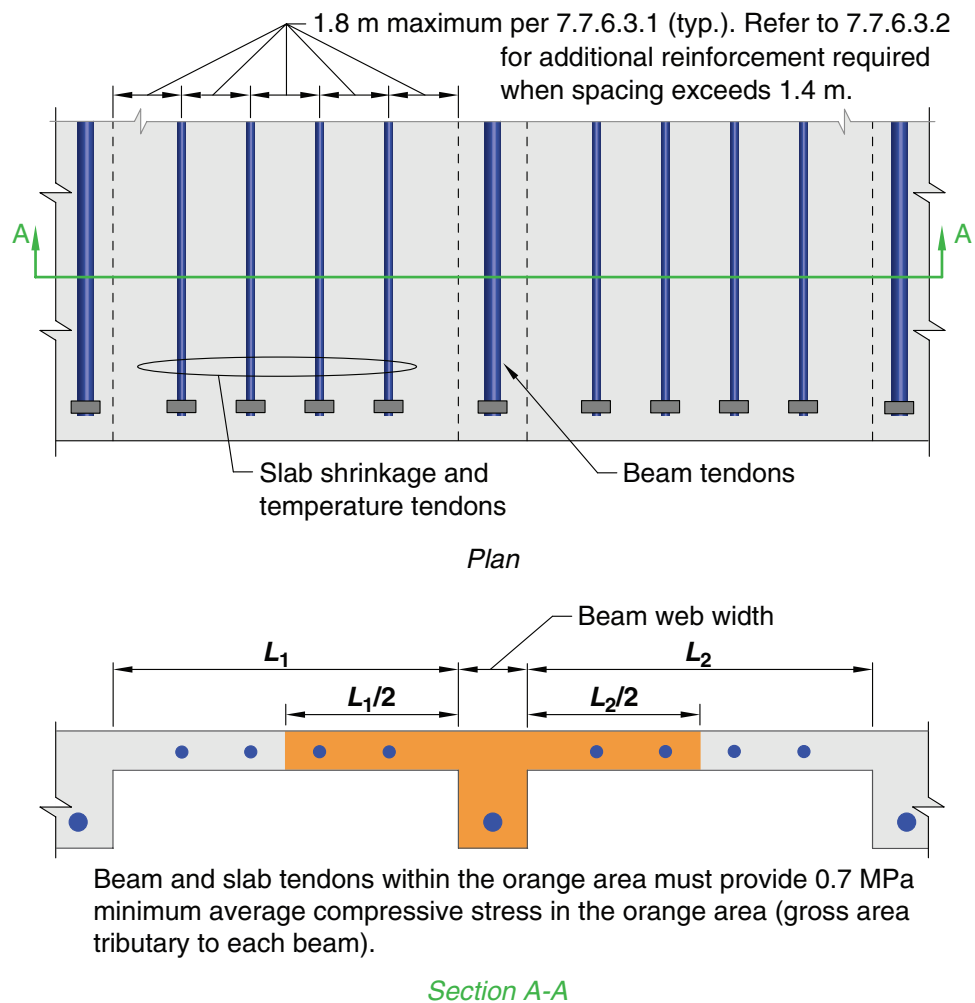 1.8 m maximum per 7.7.6.3.1 (typ.). Refer to 7.7.6.3.2
for additional reinforcement required
when spacing exceeds 1.4 m.
A
A
Slab shrinkage and
temperature tendons
Beam tendons
Plan
Beam web width
L1
L2
L1/2
L2/2
Beam and slab tendons within the orange area must provide 0.7 MPa
minimum average compressive stress in the orange area (gross area
tributary to each beam).
Section A-A